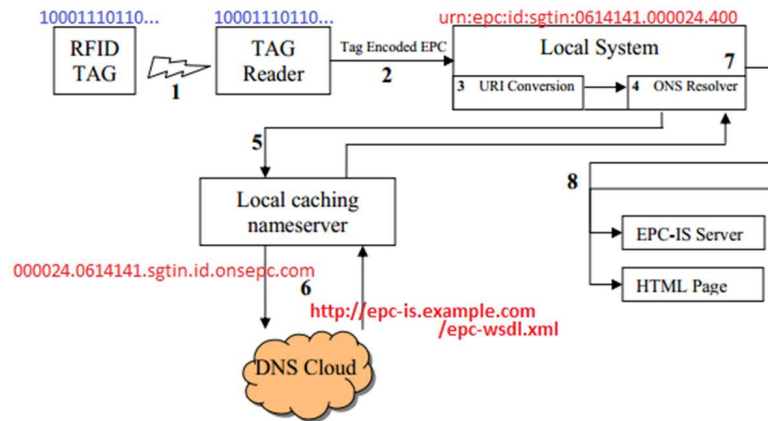 10001110110...
10001110110...
urn:epc:id:sgtin:0614141.000024.400
RFID
TAG
TAG
Reader
Tag Encoded EPC
Local System
1
2
7
3 URI Conversion
4 ONS Resolver
5
8
Local caching
nameserver
EPC-IS Server
000024.0614141.sgtin.id.onsepc.com
6
HTML Page
http://epc-is.example.com
/epc-wsdl.xml
DNS Cloud